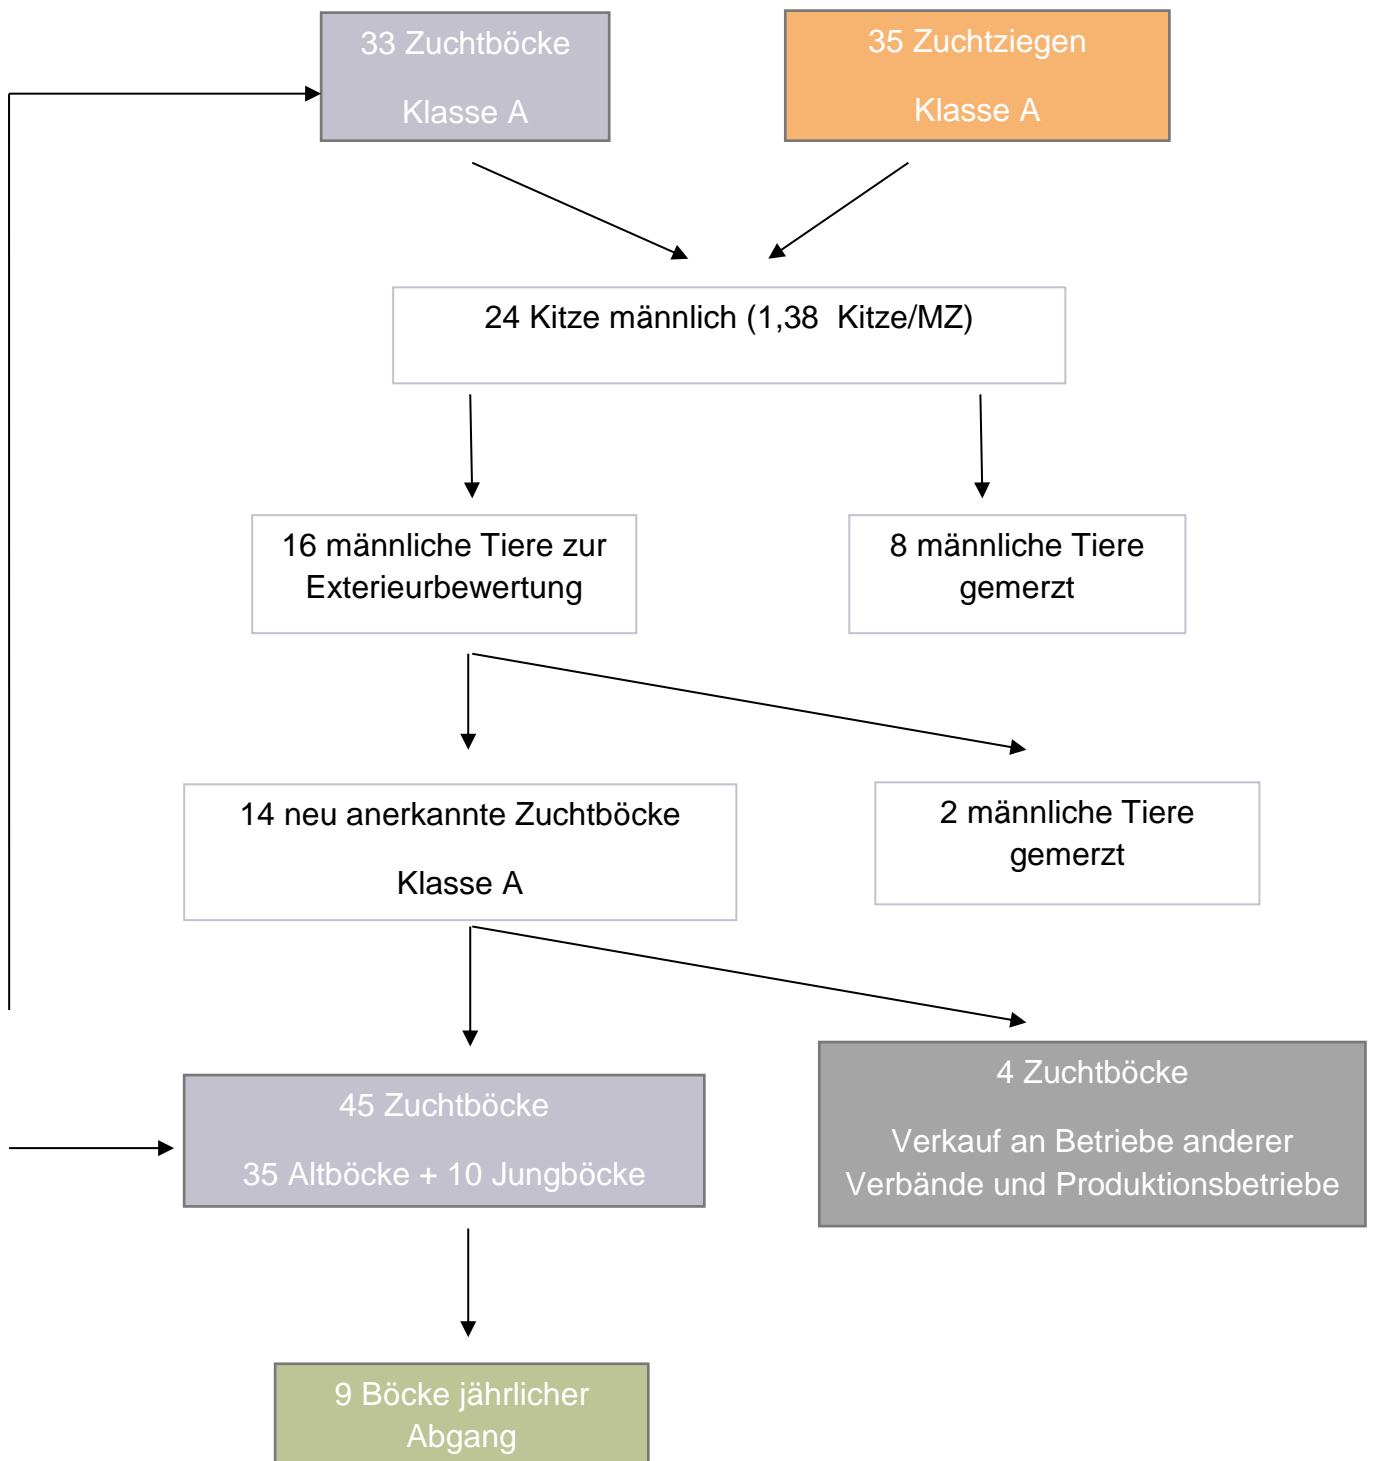 33 Zuchtböcke
Klasse A
35 Zuchtziegen
Klasse A
24 Kitze männlich (1,38  Kitze/MZ)
16 männliche Tiere zur
Exterieurbewertung
8 männliche Tiere
gemerzt
14 neu anerkannte Zuchtböcke
Klasse A
2 männliche Tiere
gemerzt
45 Zuchtböcke
35 Altböcke + 10 Jungböcke
4 Zuchtböcke
Verkauf an Betriebe anderer
Verbände und Produktionsbetriebe
9 Böcke jährlicher
Abgang